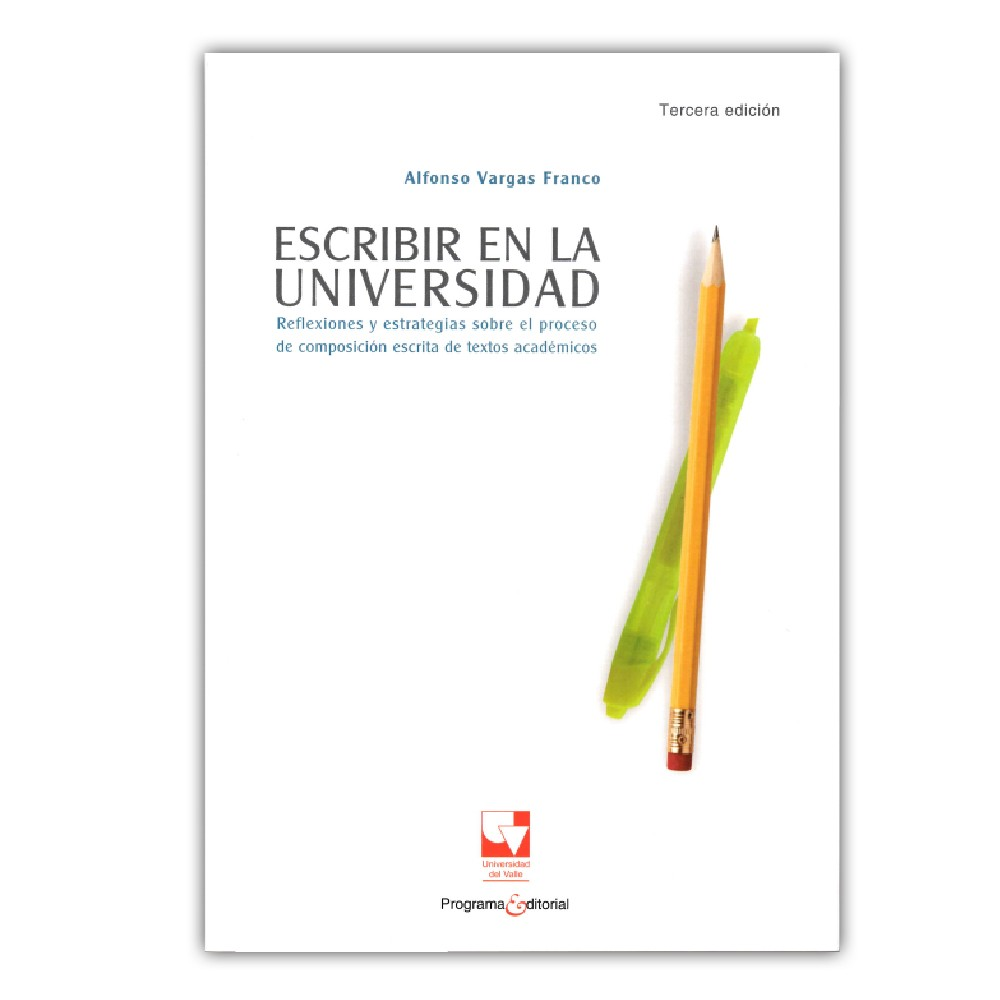 Tercera edición
Alfonso Vargas Franco
ESCRIBIR EN LA
UNIVERSIDAD
Reflexiones y estrategias sobre el proceso
de composición escrita de textos académicos
Universidad
del Valle
Programa Editorial